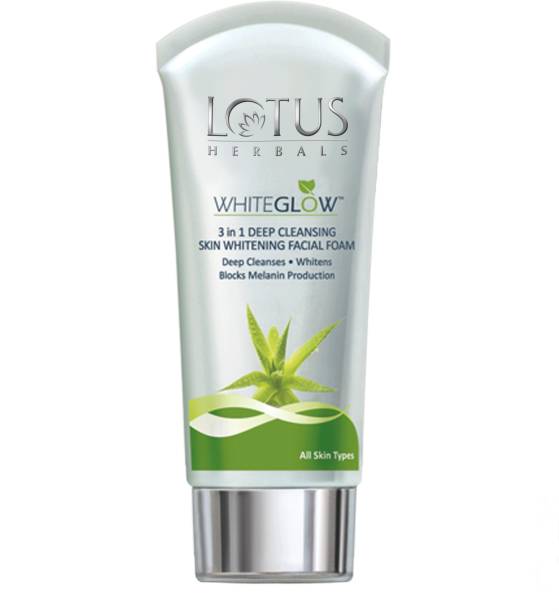 LOTUS
HERBALS
WHITEGLOW™
3 in 1 DEEP CLEANSING
SKIN WHITENING FACIAL FOAM
Deep Cleanses • Whitens
Blocks Melanin Production
All Skin Types